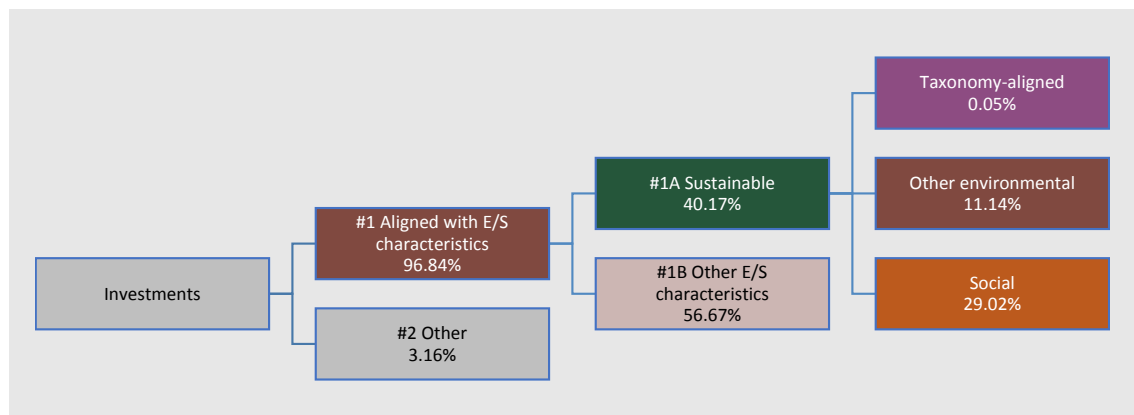 Investments
#1 Aligned with E/S
characteristics
96.84%
#2 Other
3.16%
#1A Sustainable
40.17%
#1B Other E/S
characteristics
56.67%
Taxonomy-aligned
0.05%
Other environmental
11.14%
Social
29.02%